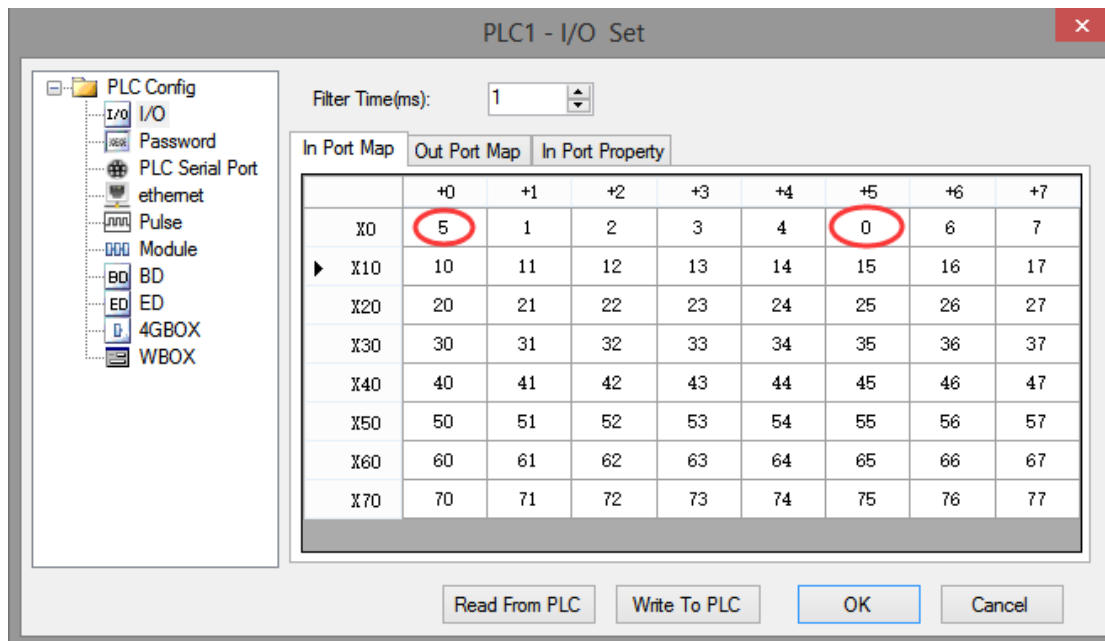 PLC1 - I/O Set
PLC Config
I/O I/O
Password
PLC Serial Port
ethernet
Pulse
Module
BD BD
ED ED
4GBOX
WBOX
Filter Time(ms): 1
In Port Map Out Port Map In Port Property
+0 +1 +2 +3 +4 +5 +6 +7
X0 5 1 2 3 4 0 6 7
X10 10 11 12 13 14 15 16 17
X20 20 21 22 23 24 25 26 27
X30 30 31 32 33 34 35 36 37
X40 40 41 42 43 44 45 46 47
X50 50 51 52 53 54 55 56 57
X60 60 61 62 63 64 65 66 67
X70 70 71 72 73 74 75 76 77
Read From PLC Write To PLC OK Cancel